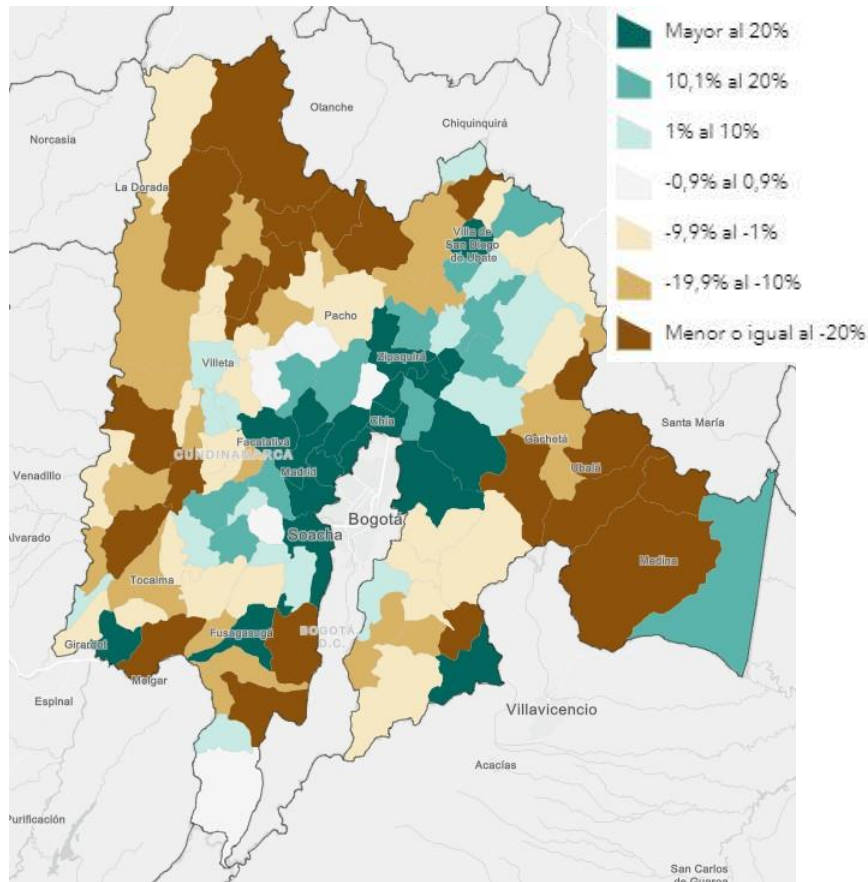 Mayor al 20%
10,1% al 20%
1% al 10%
-0,9% al 0,9%
-9,9% al -1%
-19,9% al -10%
Menor o igual al -20%
Otanche
Norcasia
Chiquinquirá
La Dorada
Villa de
San Diego
de Ubate
Pacho
Zipaquirá
Villeta
Santa María
Chia
Gachetá
Facatativá
CUNDINAMARCA
Ubalá
Madrid
Venadillo
Bogotá
Soacha
Alvarado
Medina
Tocaima
Fusagasugá
BOGOTÁ
D.C.
Girardot
Melgar
Espinal
Villavicencio
Acacías
Purificación
San Carlos
de Guaroa